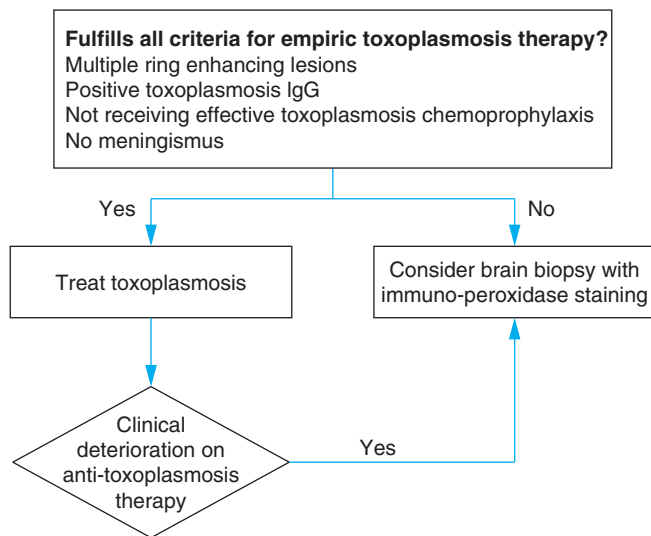 Fulfills all criteria for empiric toxoplasmosis therapy?
Multiple ring enhancing lesions
Positive toxoplasmosis IgG
Not receiving effective toxoplasmosis chemoprophylaxis
No meningismus
Yes
No
Treat toxoplasmosis
Consider brain biopsy with
immuno-peroxidase staining
Clinical
deterioration on
anti-toxoplasmosis
therapy
Yes